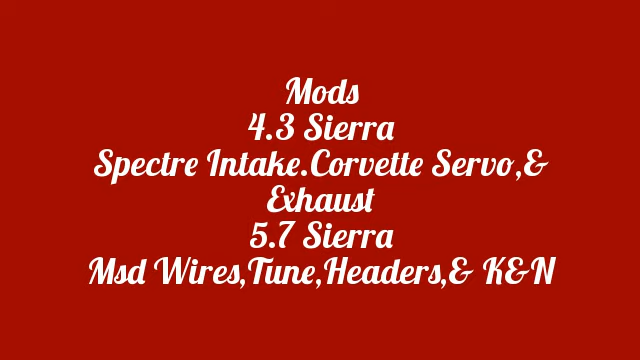 Mods
4.3 Sierra
Spectre Intake.Corvette Servo,&
Exhaust
5.7 Sierra
Msd Wires,Tune,Headers,& K&N